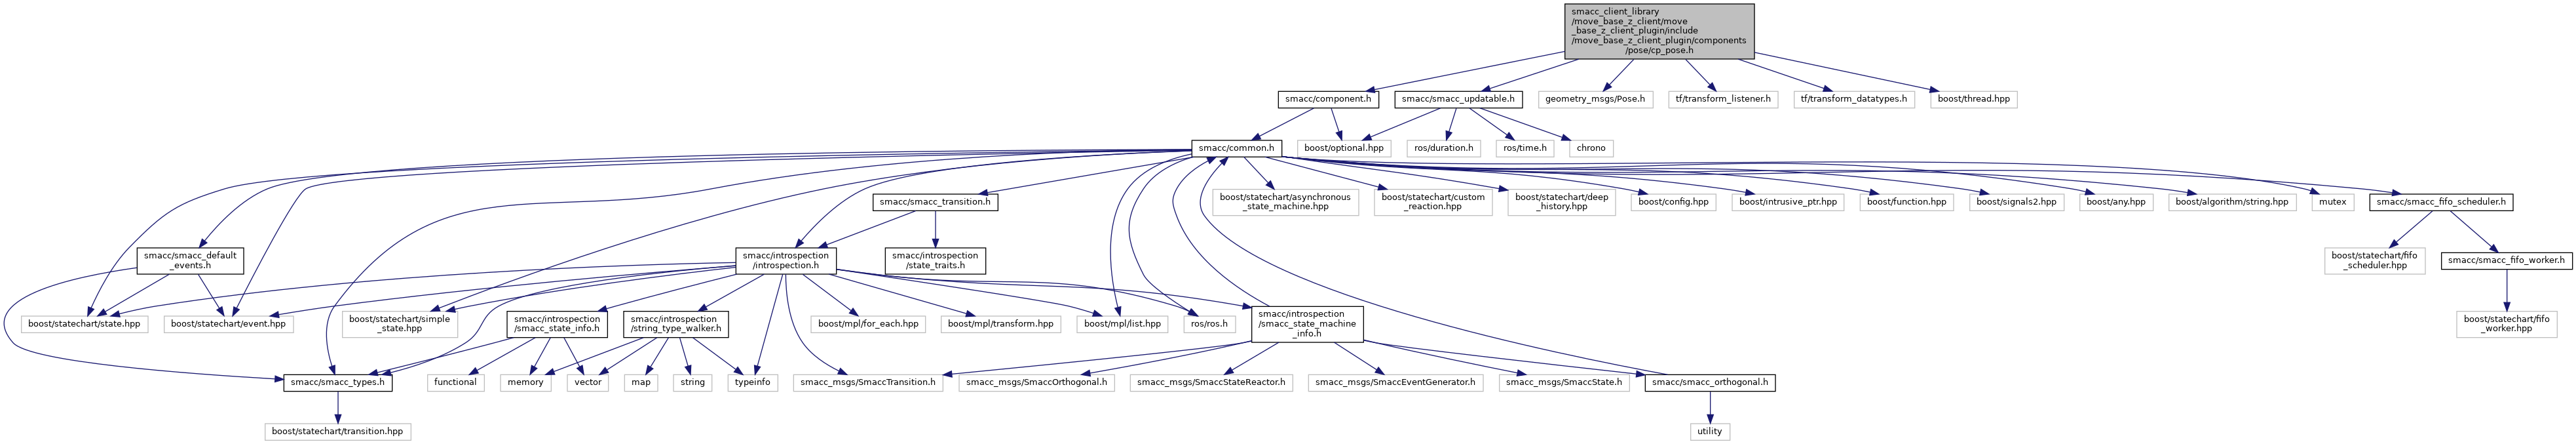 smacc_client_library
/move_base_z_client/move
_base_z_client_plugin/include
/move_base_z_client_plugin/components
/pose/cp_pose.h
smacc/component.h
smacc/smacc_updatable.h
geometry_msgs/Pose.h
tf/transform_listener.h
tf/transform_datatypes.h
boost/thread.hpp
smacc/common.h
boost/optional.hpp
ros/duration.h
ros/time.h
chrono
smacc/smacc_transition.h
boost/statechart/asynchronous
_state_machine.hpp
boost/statechart/custom
_reaction.hpp
boost/statechart/deep
_history.hpp
boost/config.hpp
boost/intrusive_ptr.hpp
boost/function.hpp
boost/signals2.hpp
boost/any.hpp
boost/algorithm/string.hpp
mutex
smacc/smacc_fifo_scheduler.h
smacc/smacc_default
_events.h
smacc/introspection
/introspection.h
smacc/introspection
/state_traits.h
boost/statechart/fifo
_scheduler.hpp
smacc/smacc_fifo_worker.h
boost/statechart/state.hpp
boost/statechart/event.hpp
boost/statechart/simple
_state.hpp
smacc/introspection
/smacc_state_info.h
smacc/introspection
/string_type_walker.h
boost/mpl/for_each.hpp
boost/mpl/transform.hpp
boost/mpl/list.hpp
ros/ros.h
smacc/introspection
/smacc_state_machine
_info.h
boost/statechart/fifo
_worker.hpp
smacc/smacc_types.h
functional
memory
vector
map
string
typeinfo
smacc_msgs/SmaccTransition.h
smacc_msgs/SmaccOrthogonal.h
smacc_msgs/SmaccStateReactor.h
smacc_msgs/SmaccEventGenerator.h
smacc_msgs/SmaccState.h
smacc/smacc_orthogonal.h
boost/statechart/transition.hpp
utility